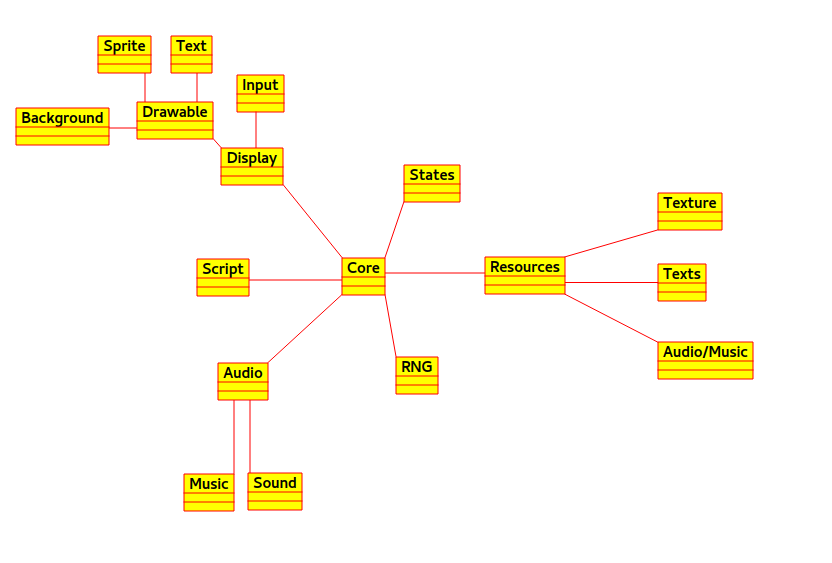 Sprite
Text
Input
Background
Drawable
Display
States
Texture
Script
Core
Resources
Texts
Audio/Music
Audio
RNG
Music
Sound